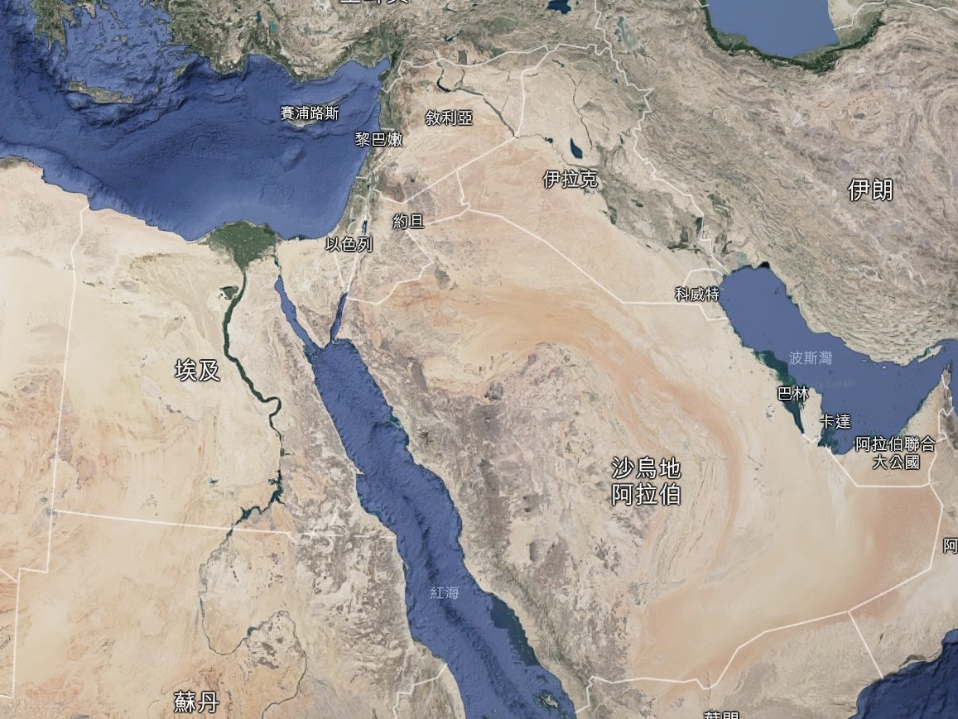 賽浦路斯
敘利亞
黎巴嫩
伊拉克
伊朗
約旦
以色列
科威特
波斯灣
埃及
巴林
卡達
阿拉伯聯合
大公國
沙烏地
阿拉伯
紅海
蘇丹